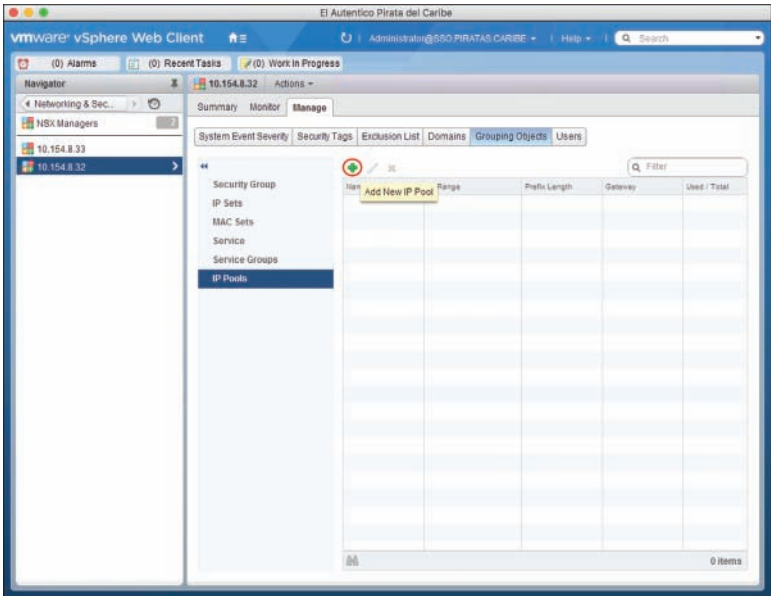 El Autentico Pirata del Caribe
vmware® vSphere Web Client
Administrator@SSO.PIRATAS.CARIBE
Help
Search
(0) Alarms
(0) Recent Tasks
(0) Work In Progress
Navigator
10.154.8.32
Actions
Networking & Sec...
Summary Monitor Manage
NSX Managers
2
System Event Severity Security Tags Exclusion List Domains Grouping Objects Users
10.154.8.33
10.154.8.32
Security Group
IP Sets
MAC Sets
Service
Service Groups
IP Pools
Add New IP Pool
Filter
Range Prefix Length Gateway Used / Total
0 items